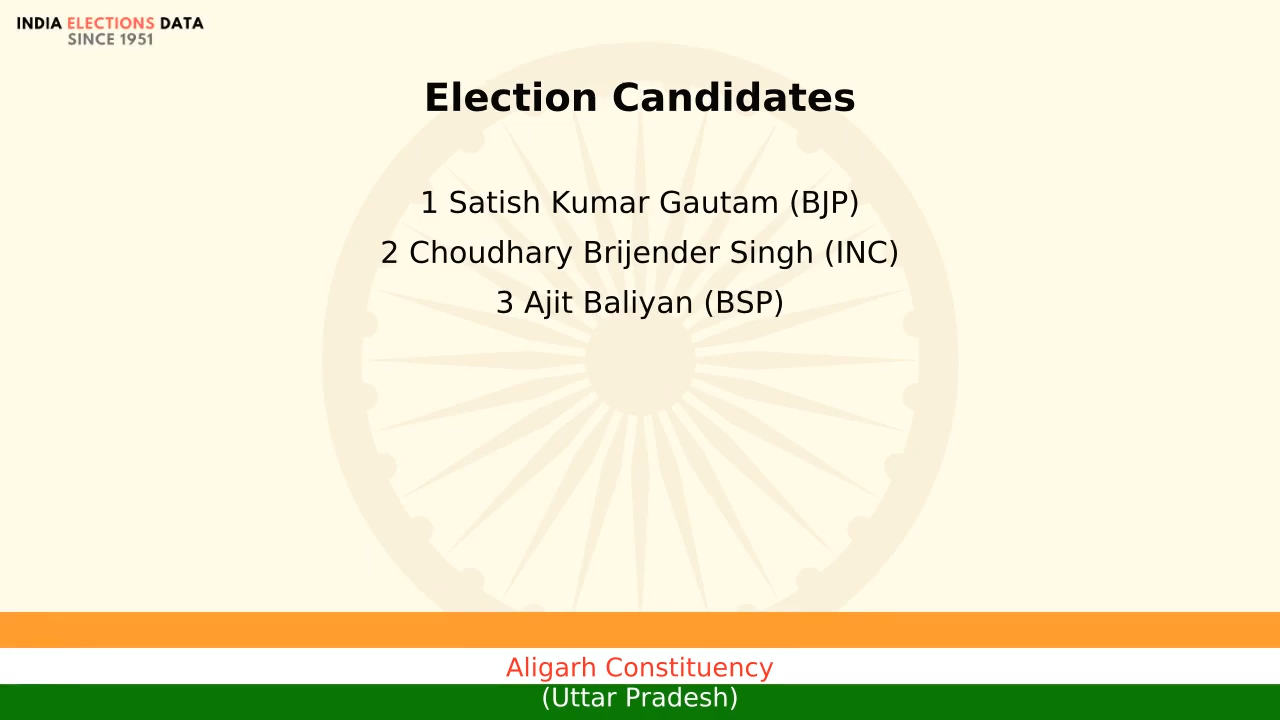 INDIA ELECTIONS DATA
SINCE 1951
Election Candidates
1 Satish Kumar Gautam (BJP)
2 Choudhary Brijender Singh (INC)
3 Ajit Baliyan (BSP)
Aligarh Constituency
(Uttar Pradesh)